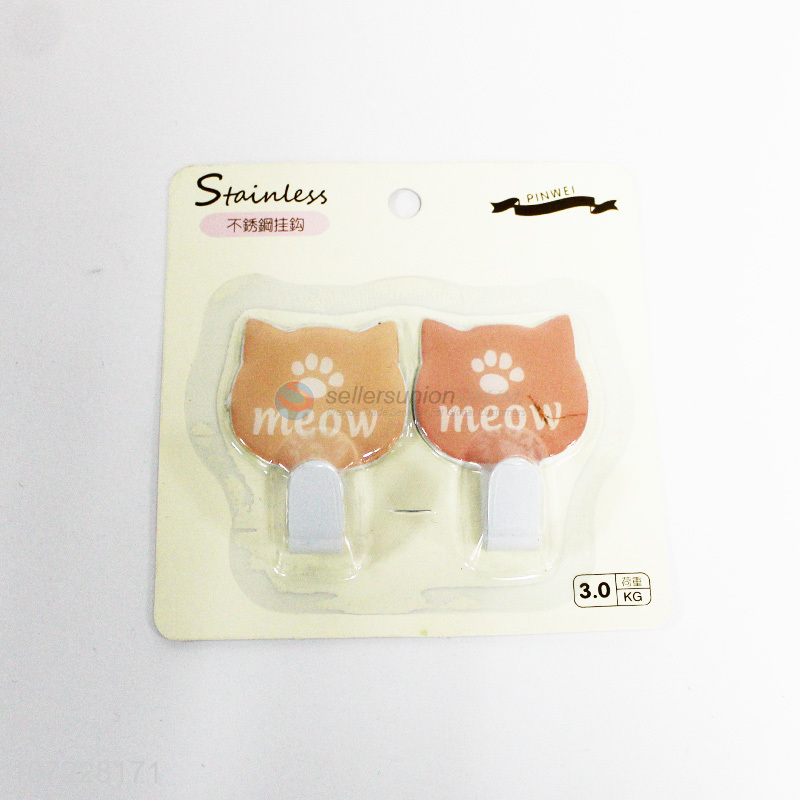 Stainless
不銹鋼挂鈎
PINWEI
sellersunion
meow
meow
3.0 荷重
KG